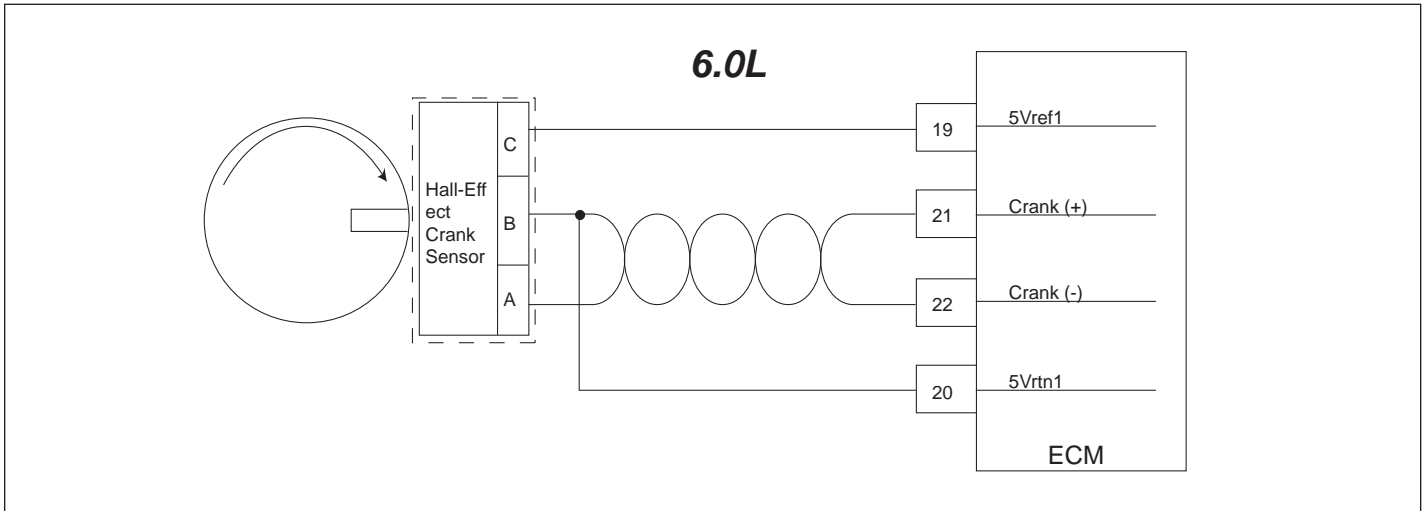 6.0L
Hall-Eff
ect
Crank
Sensor
C
B
A
19
5Vref1
21
Crank (+)
22
Crank (-)
20
5Vrtn1
ECM